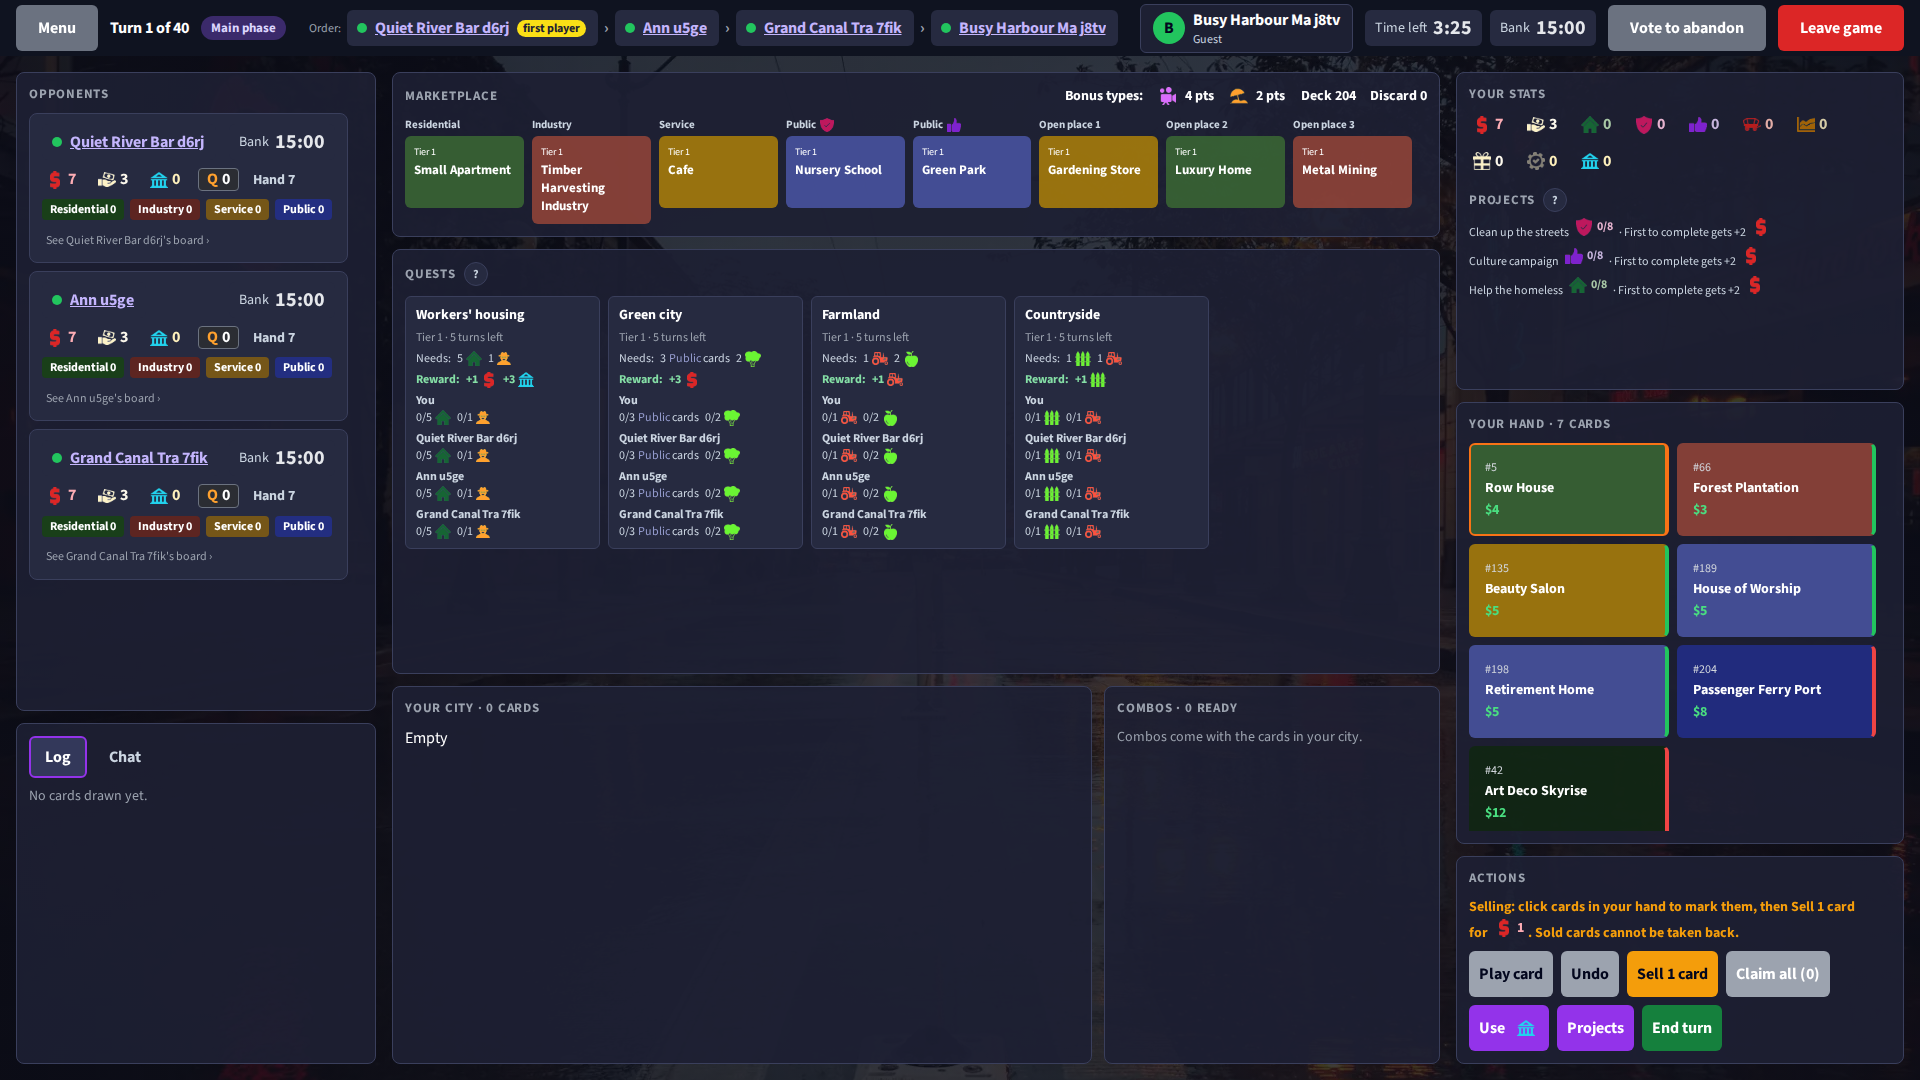 Menu
Turn 1 of 40
Main phase
Order:
Quiet River Bar d6rj
first player
›
Ann u5ge
›
Grand Canal Tra 7fik
›
Busy Harbour Ma j8tv
B
Busy Harbour Ma j8tv
Guest
Time left 3:25
Bank 15:00
Vote to abandon
Leave game
OPPONENTS
Quiet River Bar d6rj
Bank 15:00
7 3 0 Q 0 Hand 7
Residential 0 Industry 0 Service 0 Public 0
See Quiet River Bar d6rj's board ›
Ann u5ge
Bank 15:00
7 3 0 Q 0 Hand 7
Residential 0 Industry 0 Service 0 Public 0
See Ann u5ge's board ›
Grand Canal Tra 7fik
Bank 15:00
7 3 0 Q 0 Hand 7
Residential 0 Industry 0 Service 0 Public 0
See Grand Canal Tra 7fik's board ›
Log
Chat
No cards drawn yet.
MARKETPLACE
Bonus types: 4 pts 2 pts Deck 204 Discard 0
Residential
Tier 1
Small Apartment
Industry
Tier 1
Timber
Harvesting
Industry
Service
Tier 1
Cafe
Public
Tier 1
Nursery School
Public
Tier 1
Green Park
Open place 1
Tier 1
Gardening Store
Open place 2
Tier 1
Luxury Home
Open place 3
Tier 1
Metal Mining
QUESTS ?
Workers' housing
Tier 1 · 5 turns left
Needs: 5 1
Reward: +1 +3
You
0/5 0/1
Quiet River Bar d6rj
0/5 0/1
Ann u5ge
0/5 0/1
Grand Canal Tra 7fik
0/5 0/1
Green city
Tier 1 · 5 turns left
Needs: 3 Public cards 2
Reward: +3
You
0/3 Public cards 0/2
Quiet River Bar d6rj
0/3 Public cards 0/2
Ann u5ge
0/3 Public cards 0/2
Grand Canal Tra 7fik
0/3 Public cards 0/2
Farmland
Tier 1 · 5 turns left
Needs: 1 2
Reward: +1
You
0/1 0/2
Quiet River Bar d6rj
0/1 0/2
Ann u5ge
0/1 0/2
Grand Canal Tra 7fik
0/1 0/2
Countryside
Tier 1 · 5 turns left
Needs: 1 1
Reward: +1
You
0/1 0/1
Quiet River Bar d6rj
0/1 0/1
Ann u5ge
0/1 0/1
Grand Canal Tra 7fik
0/1 0/1
YOUR CITY · 0 CARDS
Empty
COMBOS · 0 READY
Combos come with the cards in your city.
YOUR STATS
7 3 0 0 0 0 0
0 0 0
PROJECTS ?
Clean up the streets 0/8 · First to complete gets +2
Culture campaign 0/8 · First to complete gets +2
Help the homeless 0/8 · First to complete gets +2
YOUR HAND · 7 CARDS
#5
Row House
$4
#66
Forest Plantation
$3
#135
Beauty Salon
$5
#189
House of Worship
$5
#198
Retirement Home
$5
#204
Passenger Ferry Port
$8
#42
Art Deco Skyrise
$12
ACTIONS
Selling: click cards in your hand to mark them, then Sell 1 card
for 1 . Sold cards cannot be taken back.
Play card
Undo
Sell 1 card
Claim all (0)
Use
Projects
End turn